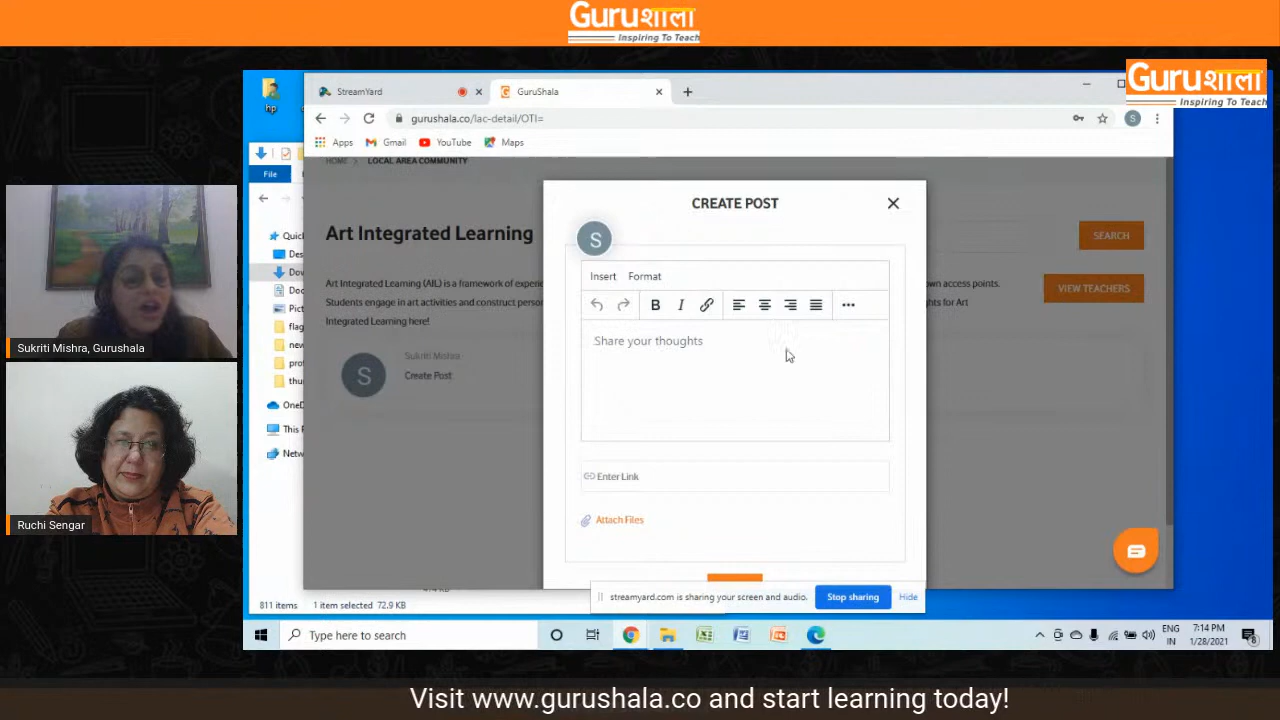 Guruशाला
Inspiring To Teach
Guruशाला
Inspiring To Teach
hp
StreamYard
GuruShala
gurushala.co/lac-detail/OTI=
Apps
Gmail
YouTube
Maps
File
HOME
LOCAL AREA COMMUNITY
CREATE POST
S
Art Integrated Learning
SEARCH
Quic
Des
Dow
Doc
Pict
flag
new
prof
thu
OneD
This P
Netw
Art Integrated Learning (AIL) is a framework of experi
own access points.
VIEW TEACHERS
Students engage in art activities and construct person
ghts for Art
Integrated Learning here!
Insert Format
B I
Share your thoughts
S
Sukriti Mishra
Create Post
Enter Link
Attach Files
streamyard.com is sharing your screen and audio.
Stop sharing
Hide
811 items 1 item selected 72.9 KB
Type here to search
ENG
IN
7:14 PM
1/28/2021
8
Sukriti Mishra, Gurushala
Ruchi Sengar
Visit www.gurushala.co and start learning today!